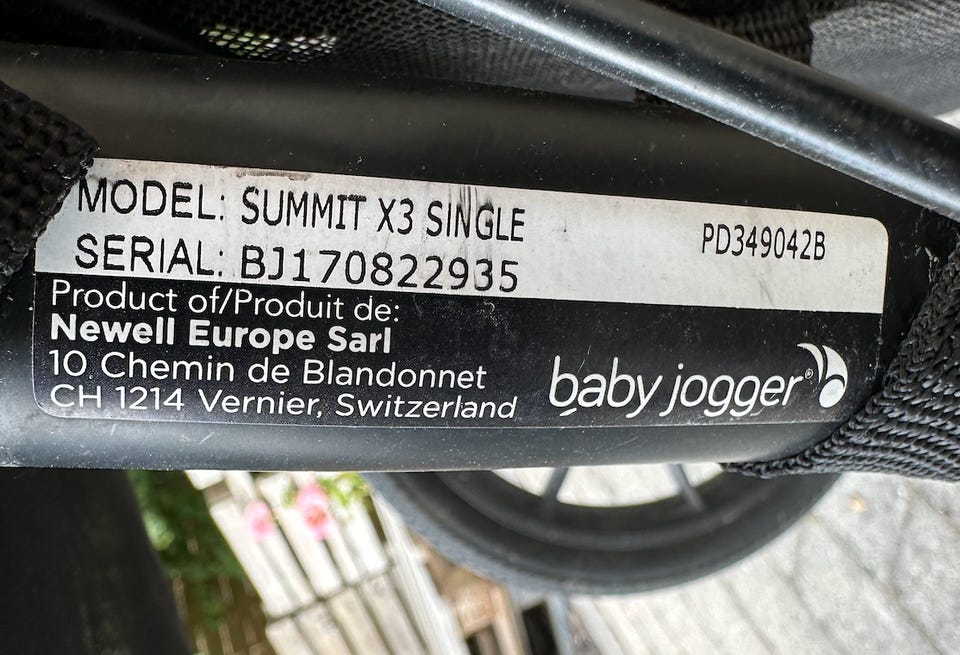 MODEL: SUMMIT X3 SINGLE
PD349042B
SERIAL: BJ170822935
Product of/Produit de:
Newell Europe Sarl
10 Chemin de Blandonnet
CH 1214 Vernier, Switzerland
baby jogger®